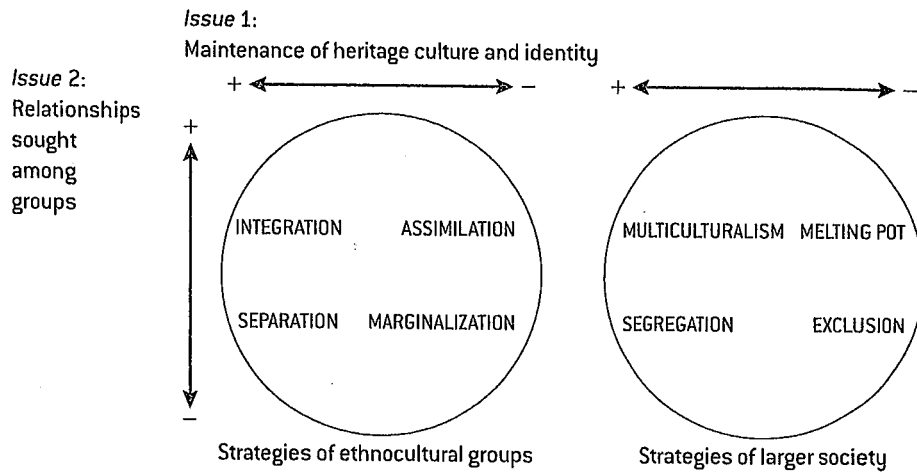 Issue 1:
Maintenance of heritage culture and identity
Issue 2:
Relationships
sought
among
groups
+ −
+ −
+
−
INTEGRATION ASSIMILATION
SEPARATION MARGINALIZATION
MULTICULTURALISM MELTING POT
SEGREGATION EXCLUSION
Strategies of ethnocultural groups
Strategies of larger society